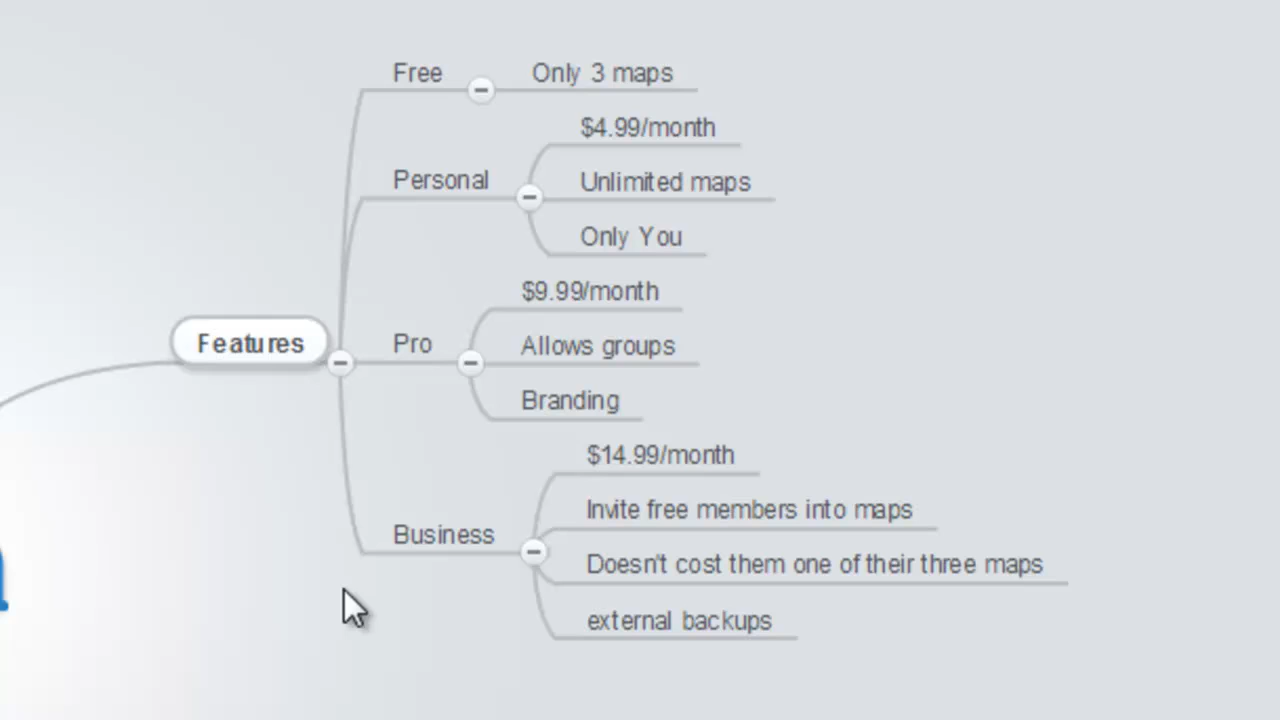 Free
Only 3 maps
$4.99/month
Personal
Unlimited maps
Only You
$9.99/month
Features
Pro
Allows groups
Branding
$14.99/month
Invite free members into maps
Business
Doesn't cost them one of their three maps
external backups